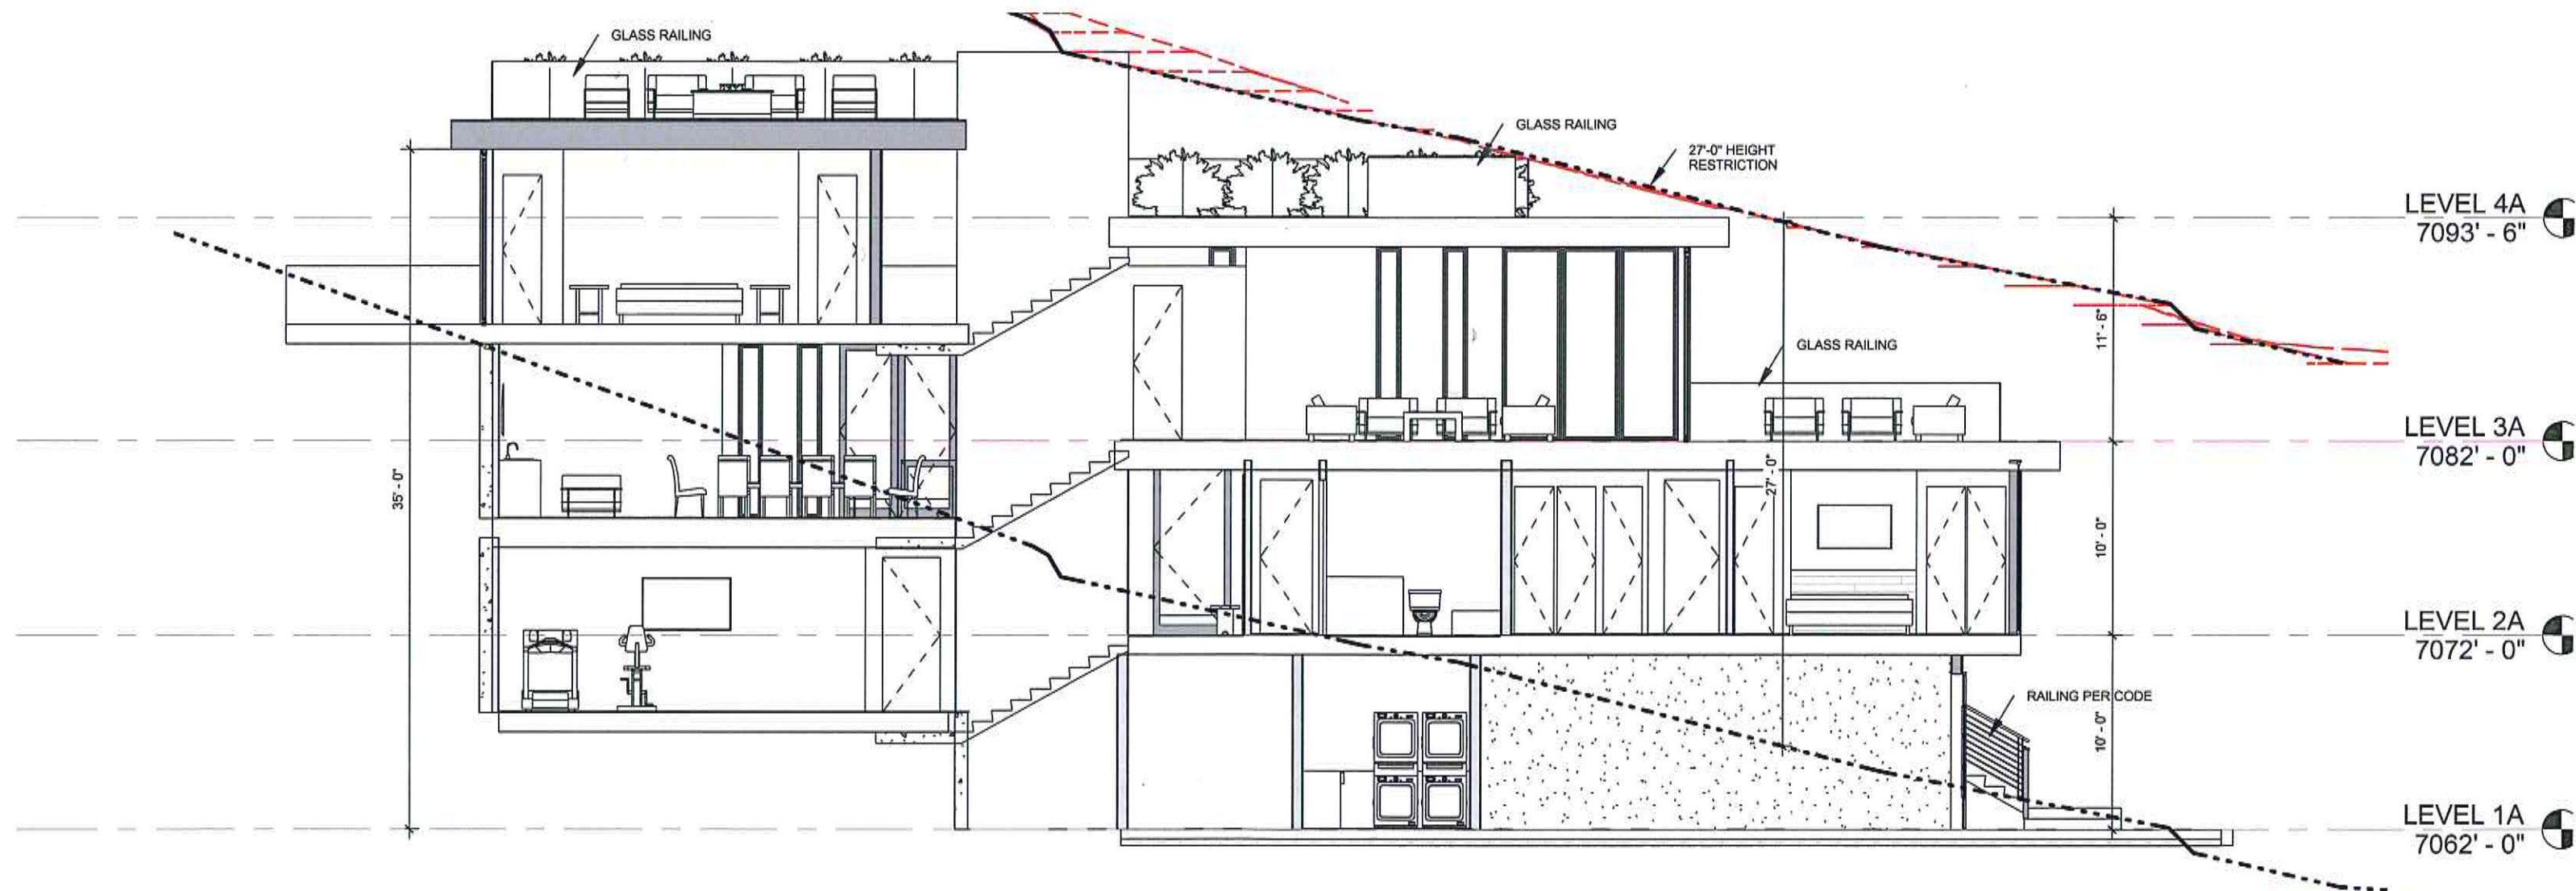 GLASS RAILING
GLASS RAILING
27'-0" HEIGHT
RESTRICTION
LEVEL 4A
7093' - 6"
11' - 6"
GLASS RAILING
LEVEL 3A
7082' - 0"
35' - 0"
27' - 0"
10' - 0"
LEVEL 2A
7072' - 0"
RAILING PER CODE
10' - 0"
LEVEL 1A
7062' - 0"